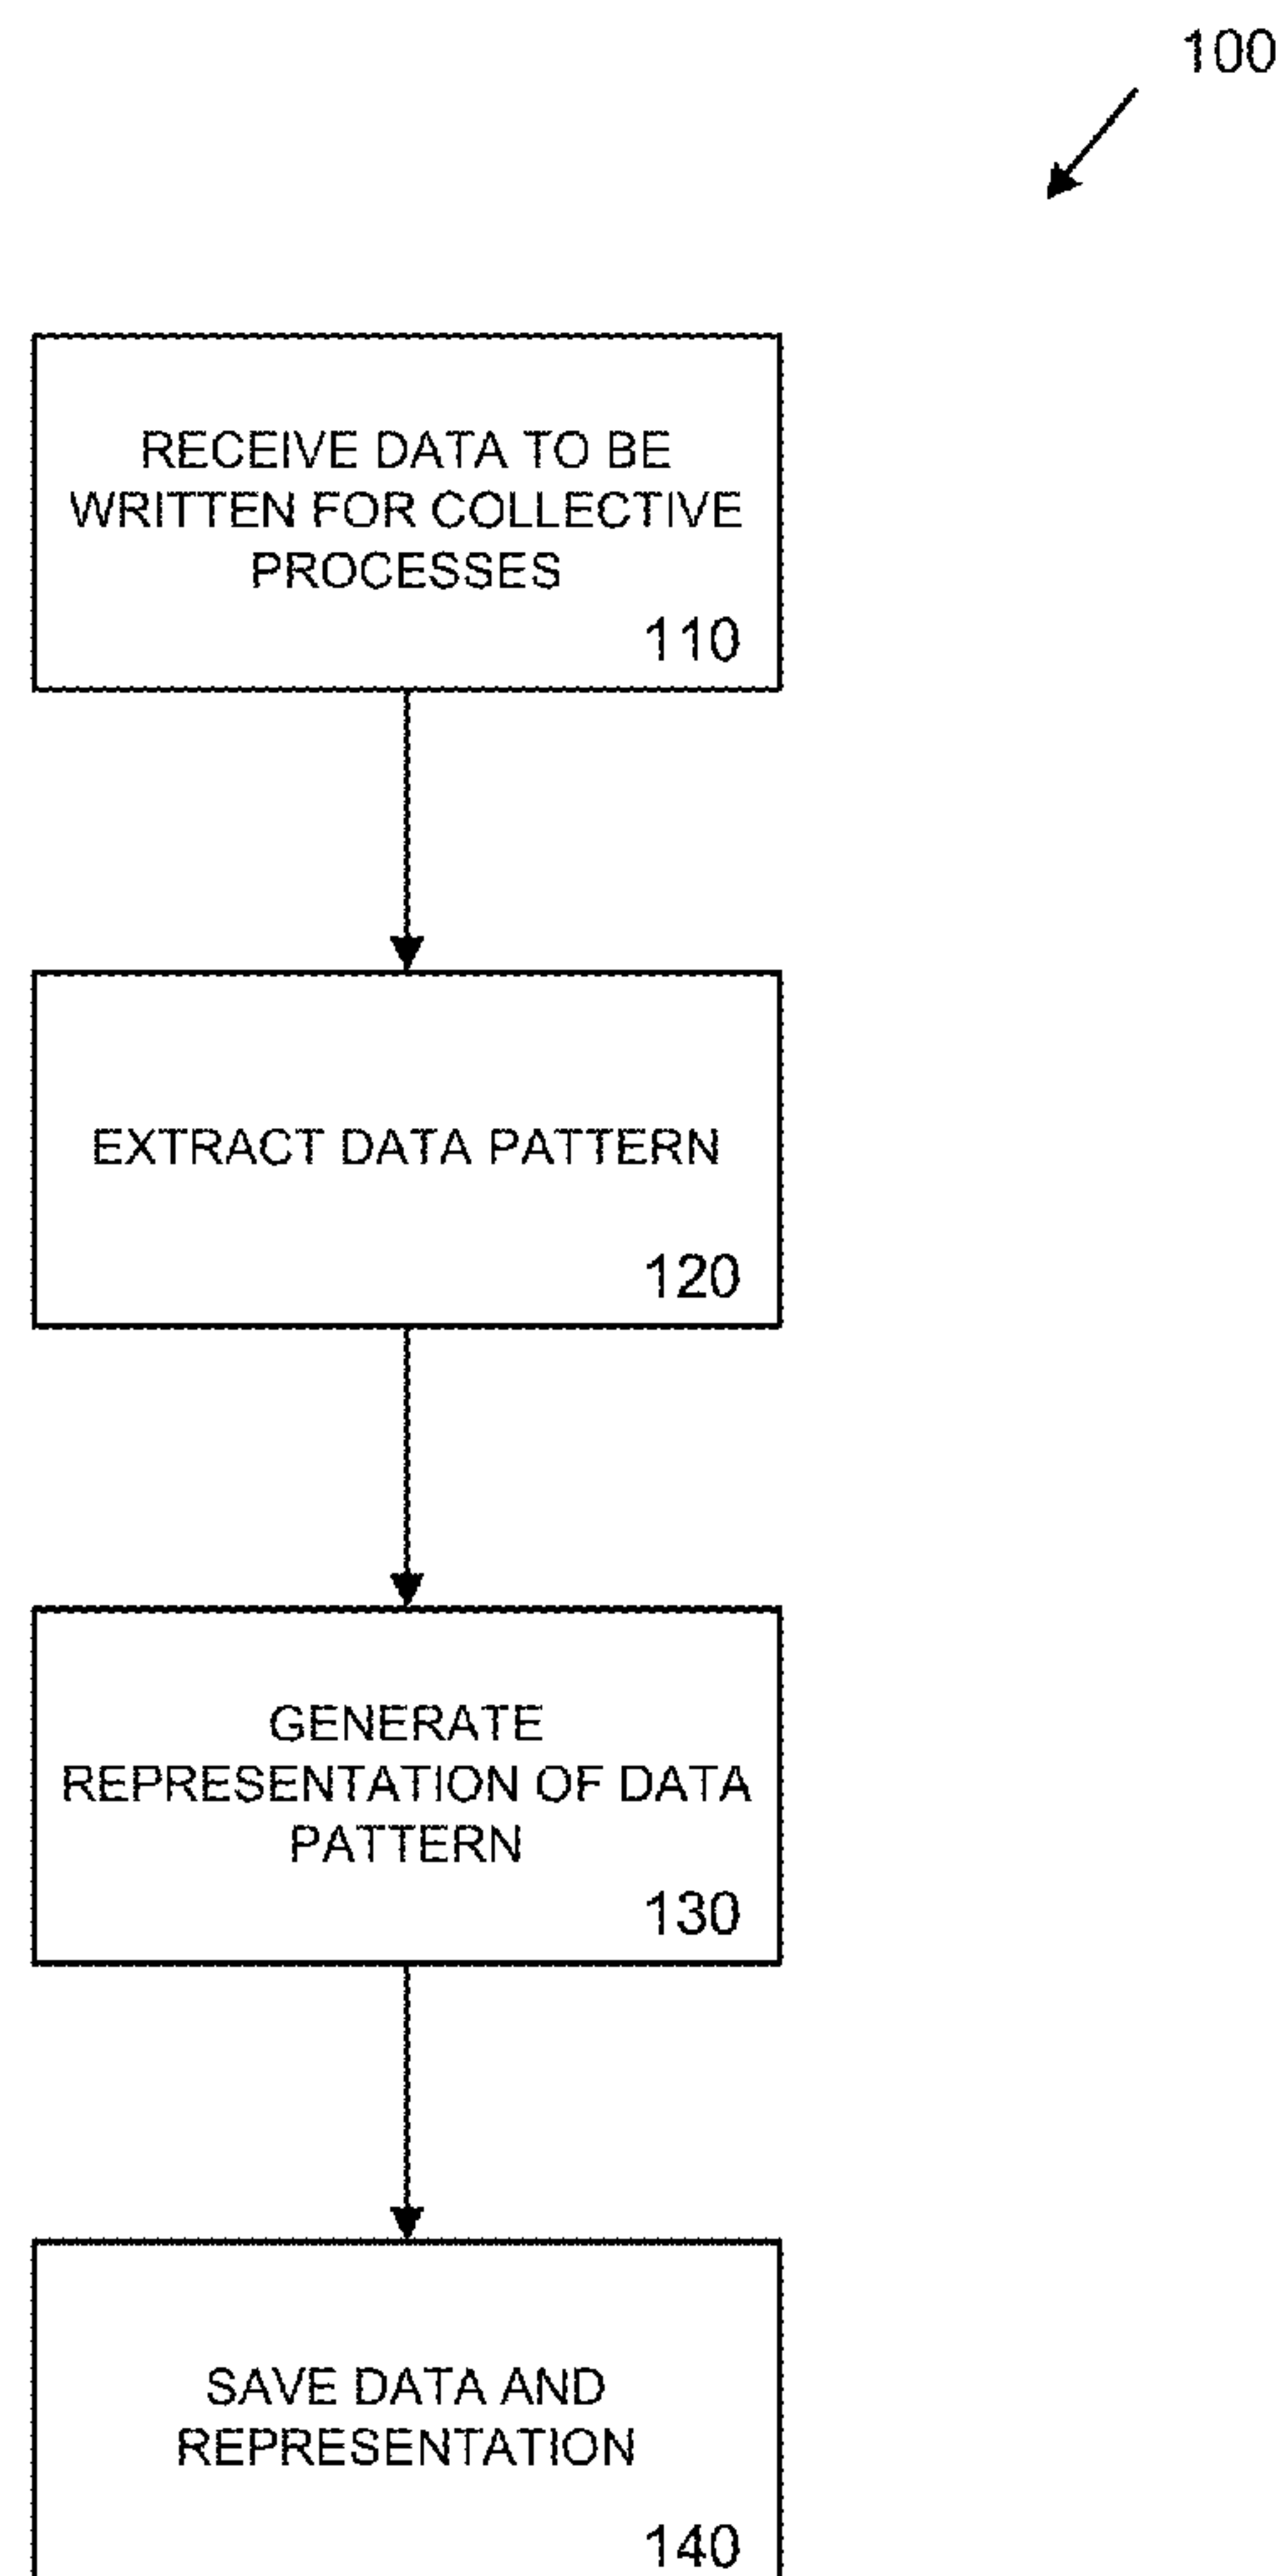 100
RECEIVE DATA TO BE
WRITTEN FOR COLLECTIVE
PROCESSES
110
EXTRACT DATA PATTERN
120
GENERATE
REPRESENTATION OF DATA
PATTERN
130
SAVE DATA AND
REPRESENTATION
140